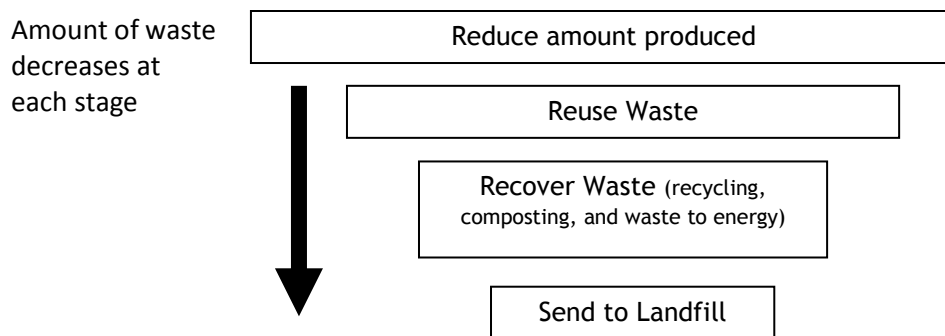 Amount of waste
decreases at
each stage
Reduce amount produced
Reuse Waste
Recover Waste (recycling,
composting, and waste to energy)
Send to Landfill